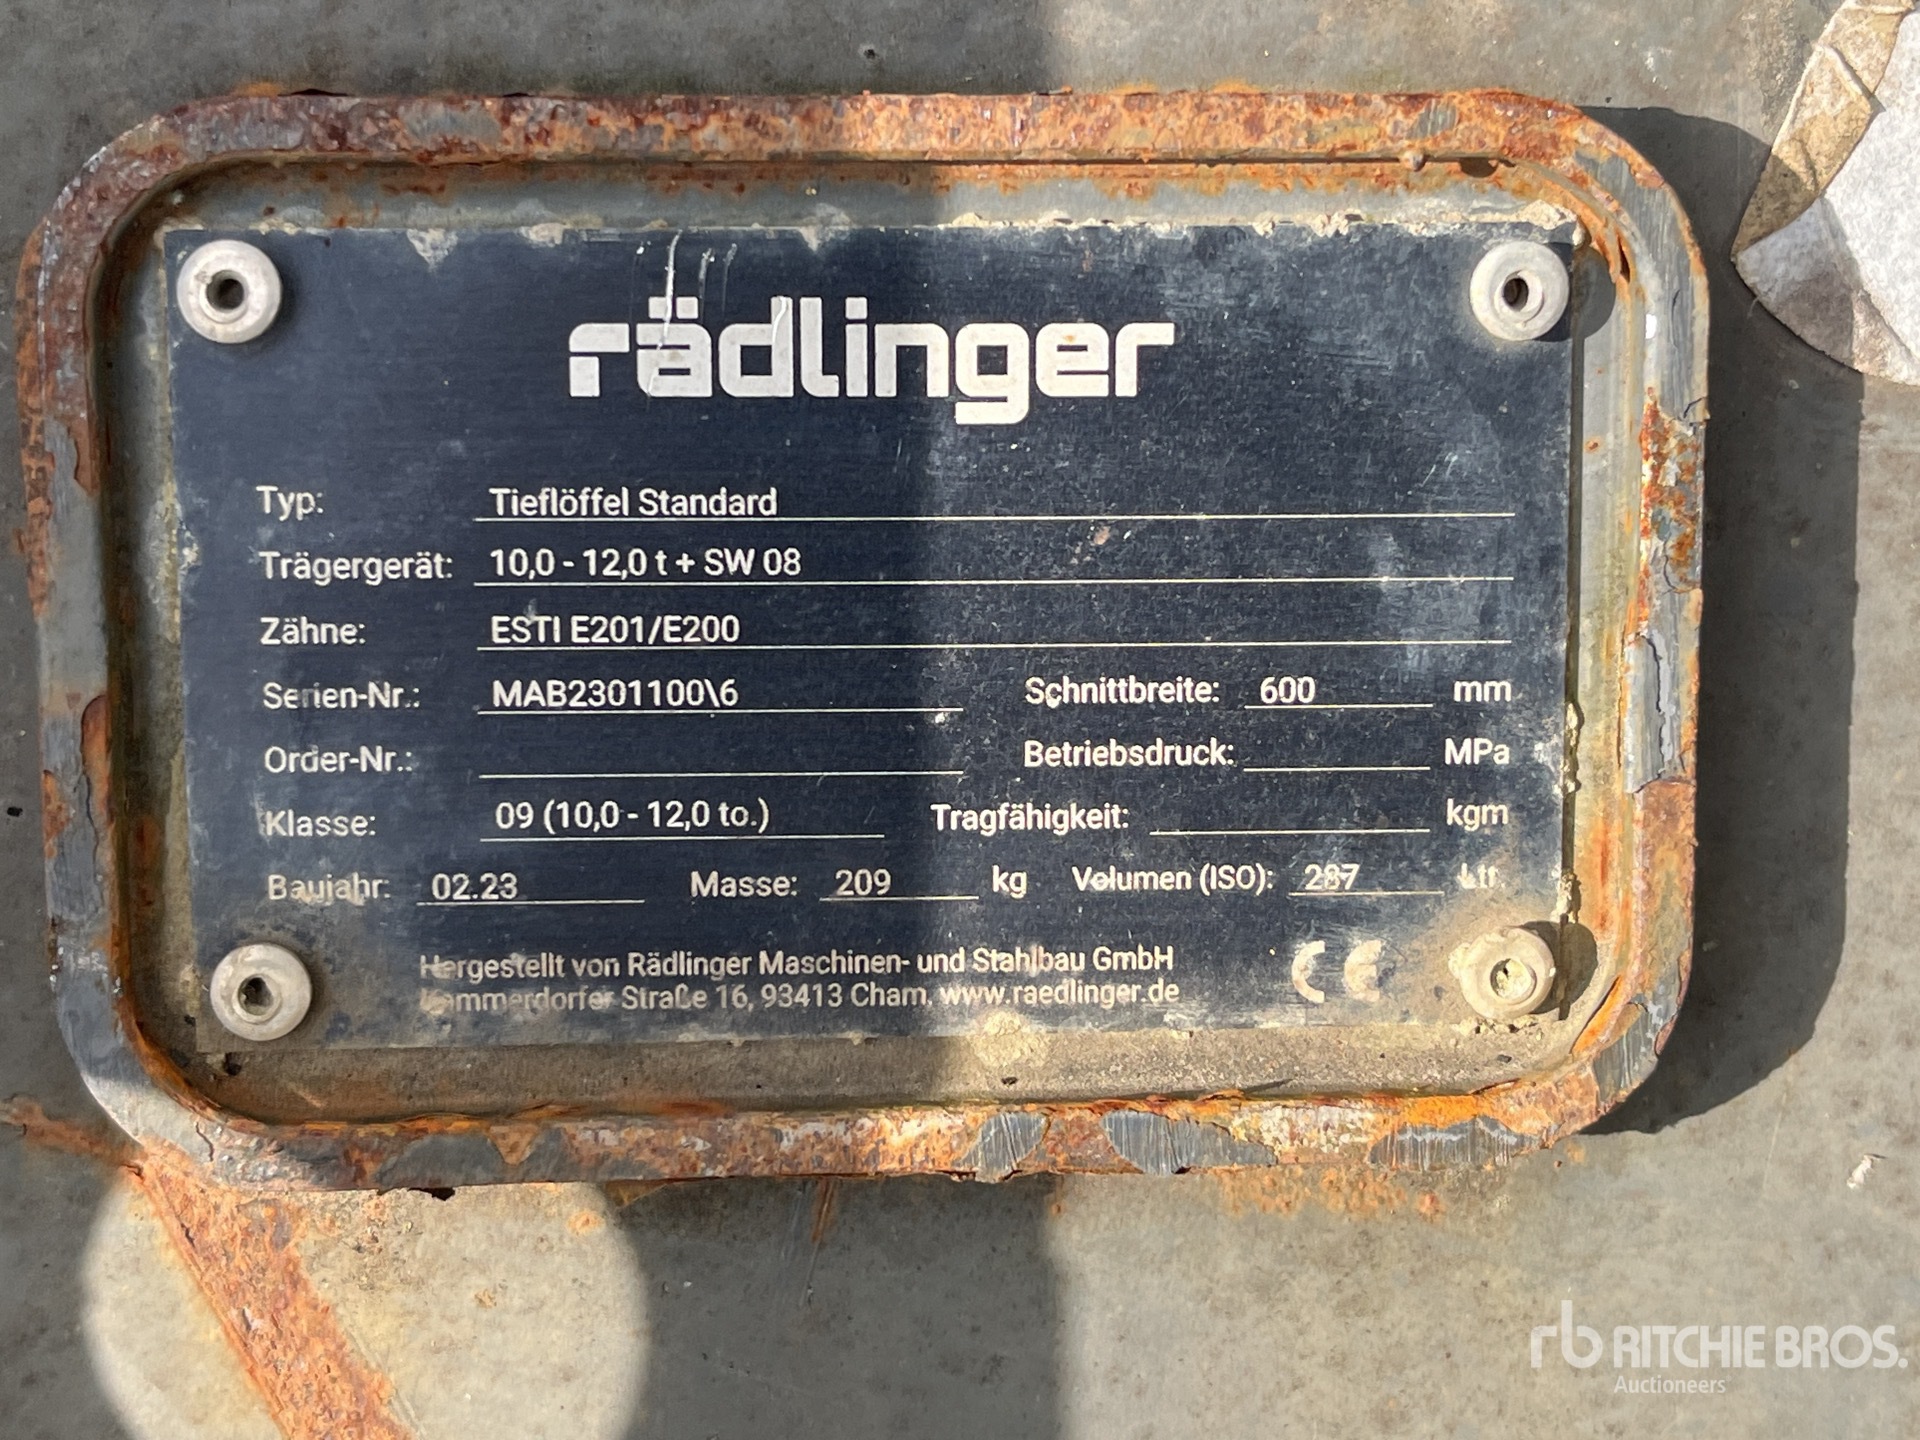 rädlinger
Typ: Tieflöffel Standard
Trägergerät: 10,0 - 12,0 t + SW 08
Zähne: ESTI E201/E200
Serien-Nr.: MAB2301100\6 Schnittbreite: 600 mm
Order-Nr.: Betriebsdruck: MPa
Klasse: 09 (10,0 - 12,0 to.) Tragfähigkeit: kgm
Baujahr: 02.23 Masse: 209 kg Volumen (ISO): 287 Ltr.
Hergestellt von Rädlinger Maschinen- und Stahlbau GmbH
Kammerdorfer Straße 16, 93413 Cham, www.raedlinger.de
CE
rb RITCHIE BROS.
Auctioneers